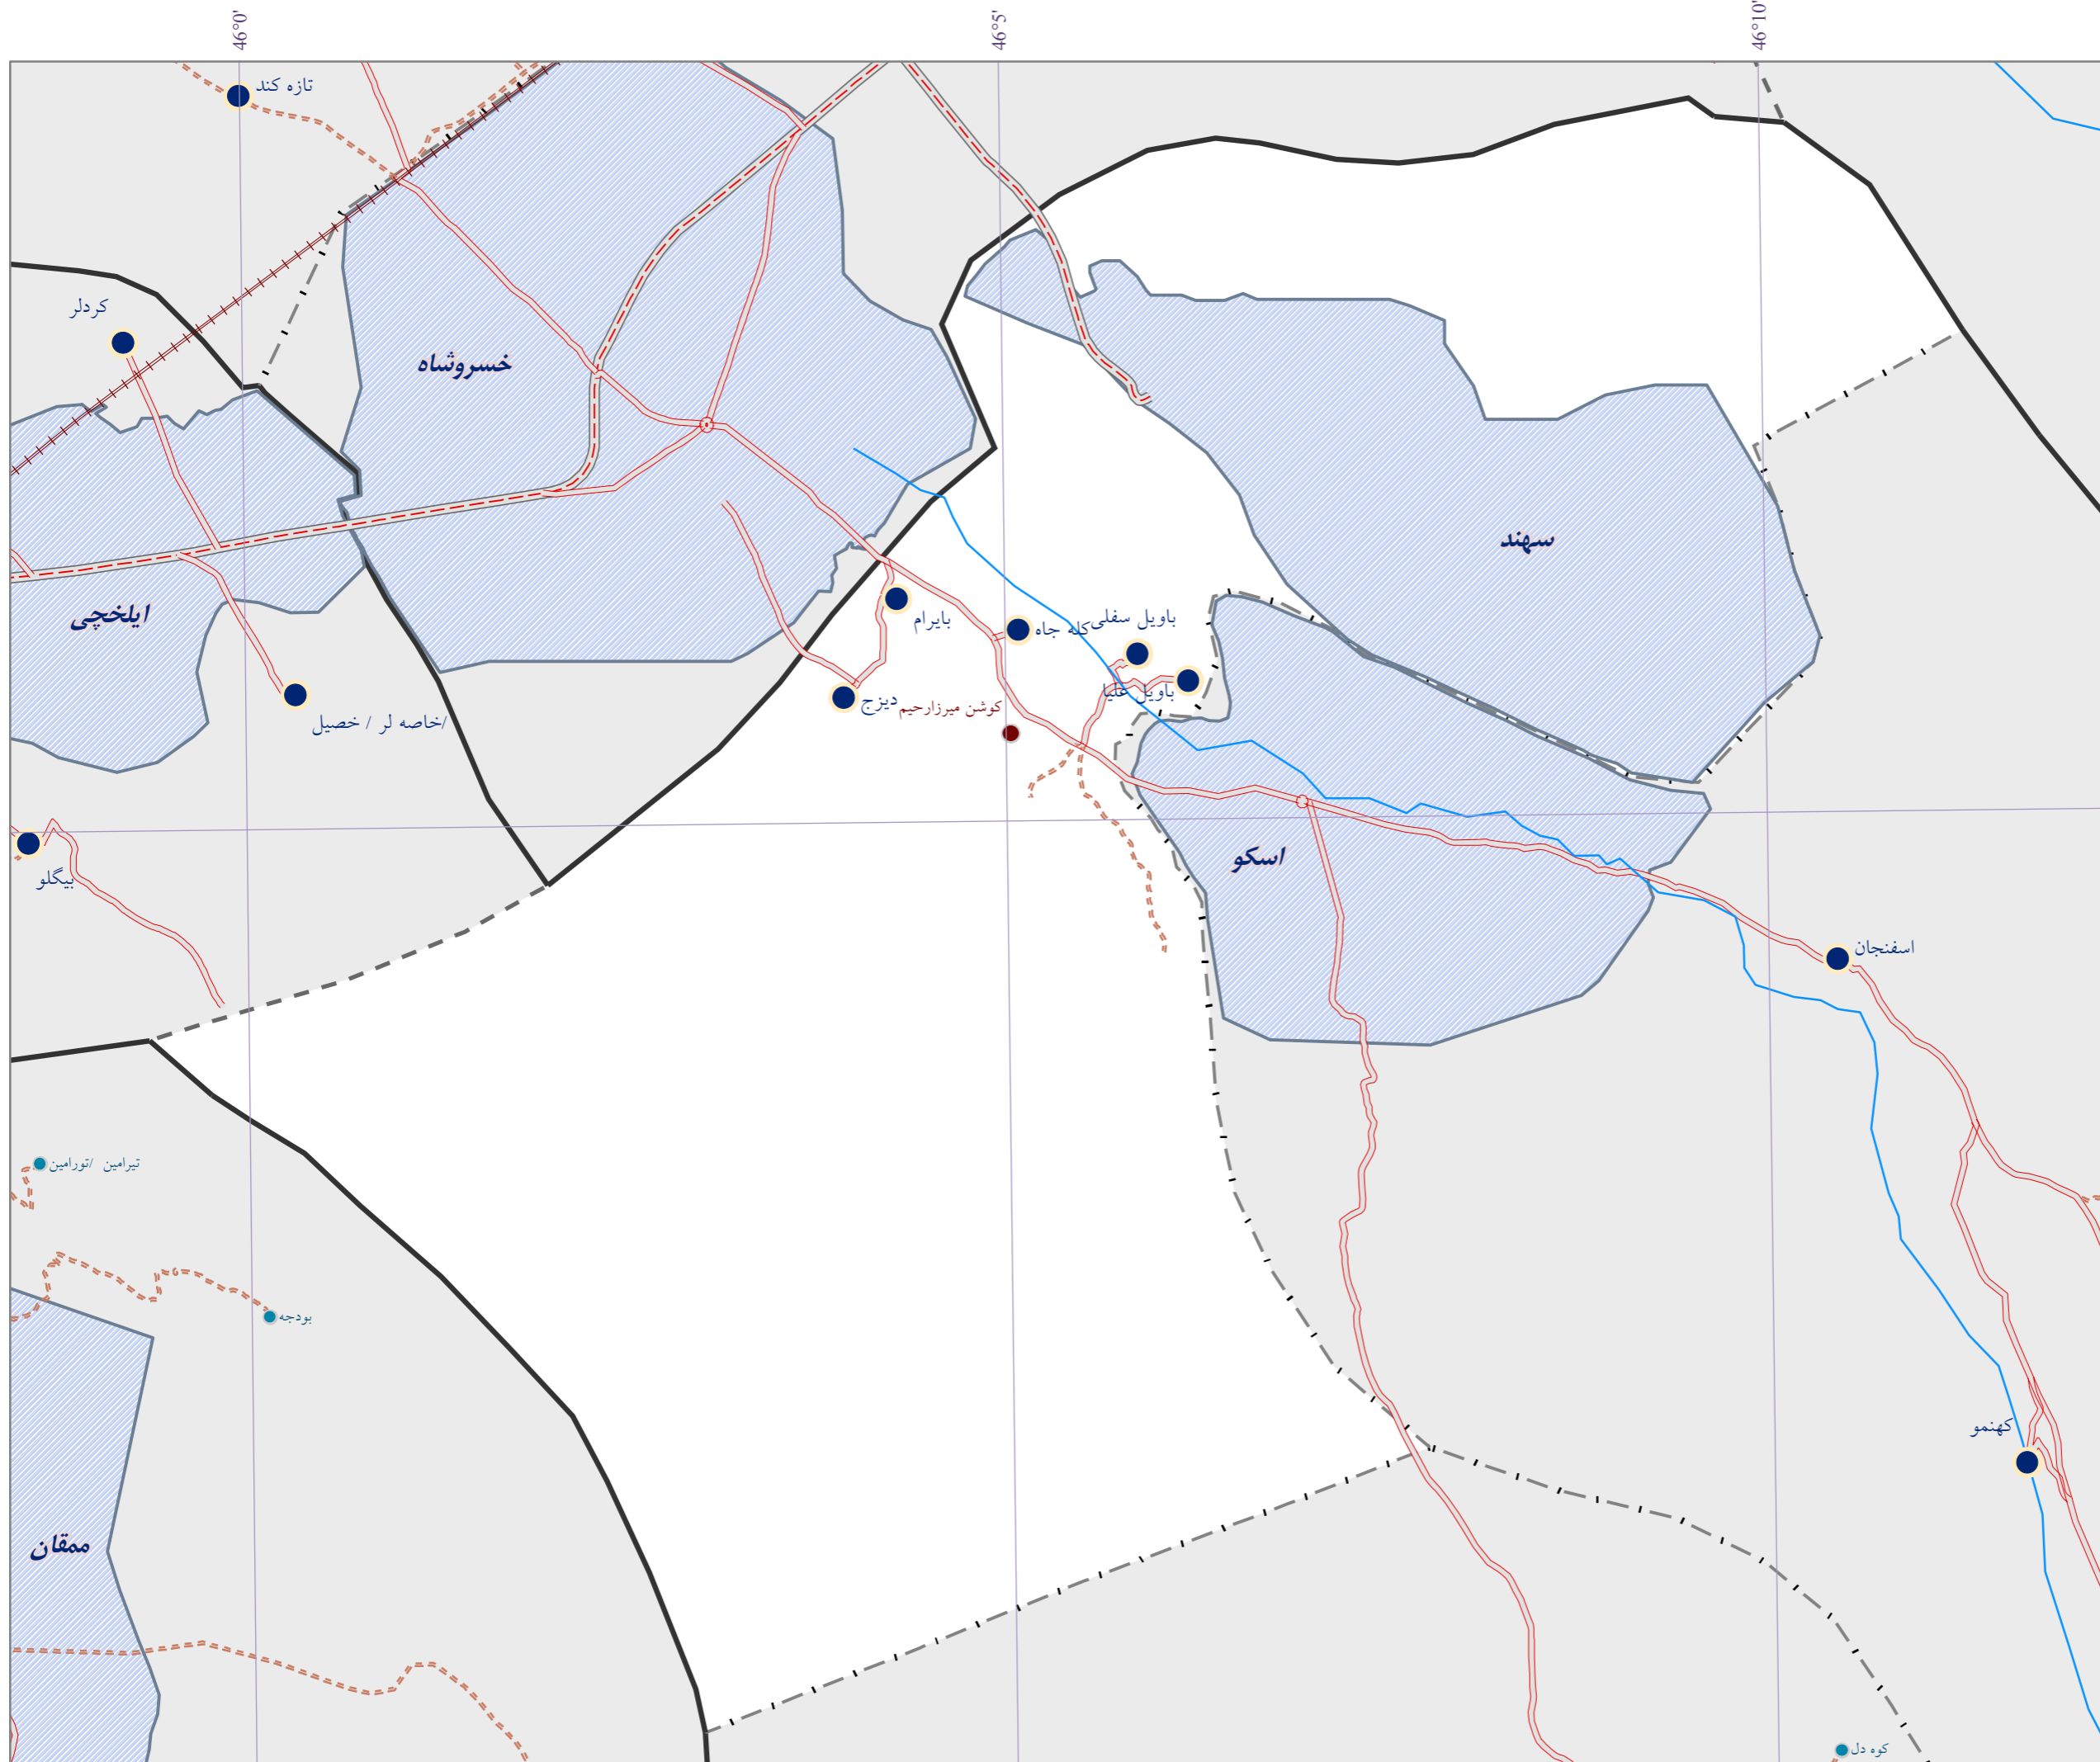 46°0'
46°5'
46°10'
تازه کند
کردلر
خسروشاه
سهند
ایلخچی
بایرام
کله جاه
باویل سفلی
باویل علیا
دیزج
کوشن میرزارحیم
خاصه لر / خصیل/
اسکو
بیگلو
اسفنجان
تیرامین /تورامین
بودجه
کهنمو
ممقان
کوه دل